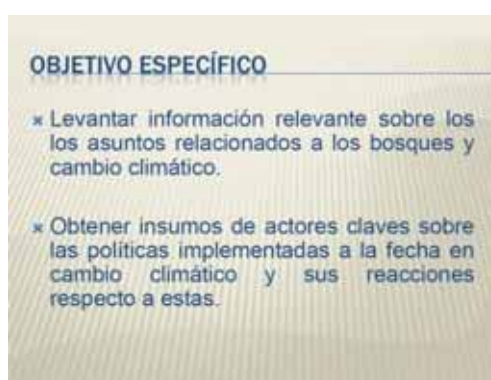 OBJETIVO ESPECÍFICO
Levantar información relevante sobre los
los asuntos relacionados a los bosques y
cambio climático.
Obtener insumos de actores claves sobre
las políticas implementadas a la fecha en
cambio climático y sus reacciones
respecto a estas.